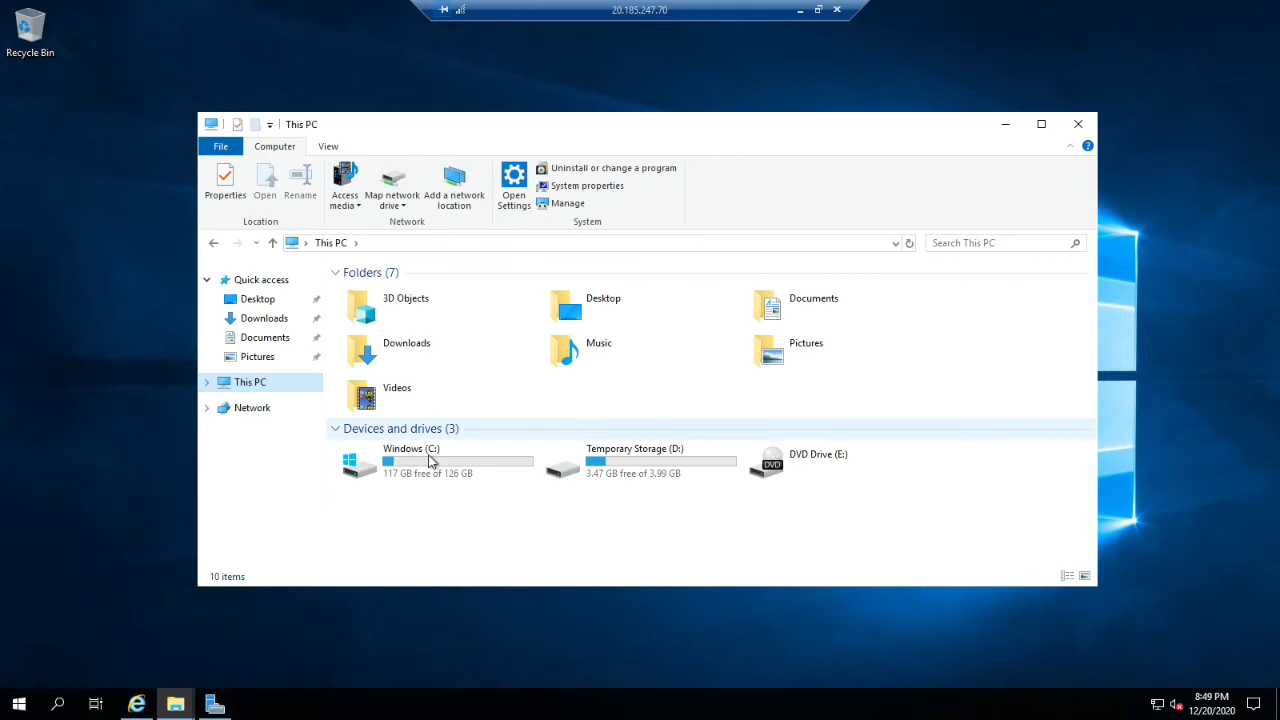 20.185.247.70
Recycle Bin
This PC
File
Computer
View
Properties
Open
Rename
Access media
Map network drive
Add a network location
Open Settings
Uninstall or change a program
System properties
Manage
Location
Network
System
This PC
Search This PC
Quick access
Desktop
Downloads
Documents
Pictures
This PC
Network
Folders (7)
3D Objects
Desktop
Documents
Downloads
Music
Pictures
Videos
Devices and drives (3)
Windows (C:)
117 GB free of 126 GB
Temporary Storage (D:)
3.47 GB free of 3.99 GB
DVD
DVD Drive (E:)
10 items
8:49 PM
12/20/2020